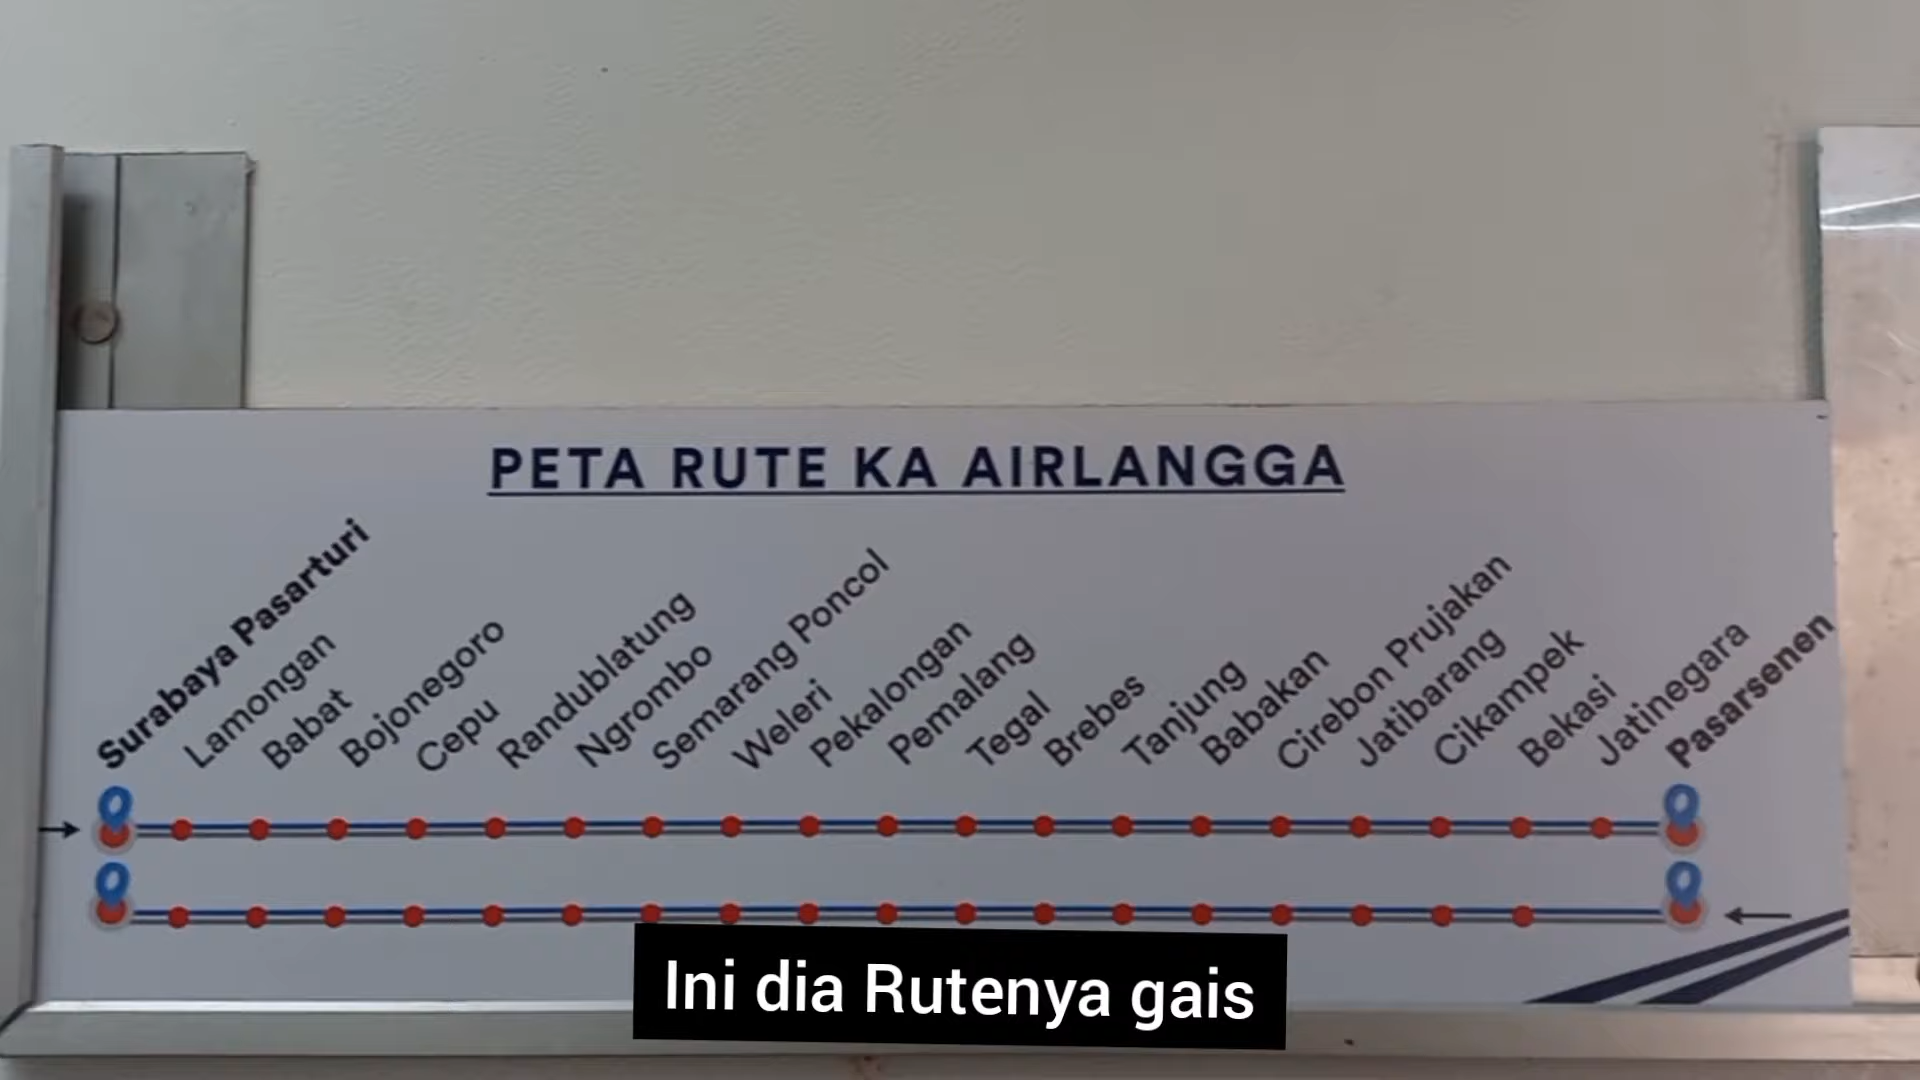 PETA RUTE KA AIRLANGGA
Surabaya Pasarturi
Lamongan
Babat
Bojonegoro
Cepu
Randublatung
Ngrombo
Semarang Poncol
Weleri
Pekalongan
Pemalang
Tegal
Brebes
Tanjung
Babakan
Cirebon Prujakan
Jatibarang
Cikampek
Bekasi
Jatinegara
Pasarsenen
Ini dia Rutenya gais